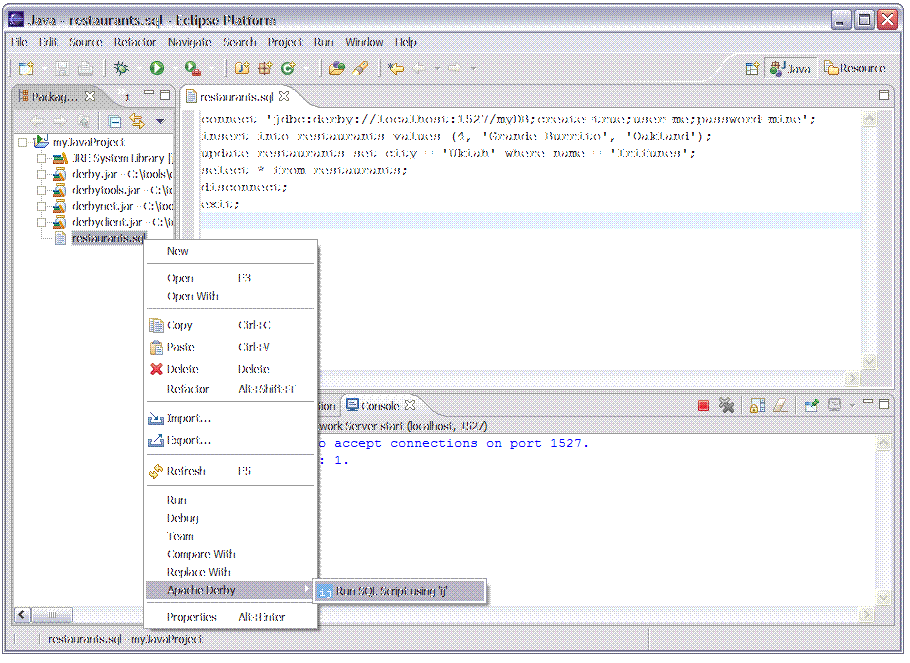 Java - restaurants.sql - Eclipse Platform
File Edit Source Refactor Navigate Search Project Run Window Help
Java Resource
Packag...
restaurants.sql
connect 'jdbc:derby://localhost:1527/myDB;create=true;user=me;password=mine';
insert into restaurants values (4, 'Grande Burrito', 'Oakland');
update restaurants set city = 'Ukiah' where name = 'Irifunes';
select * from restaurants;
disconnect;
exit;
myJavaProject
JRE System Library [
derby.jar - C:\tools\
derbytools.jar - C:\to
derbynet.jar - C:\too
derbyclient.jar - C:\t
restaurants.sql
New
Open F3
Open With
Copy Ctrl+C
Paste Ctrl+V
Delete Delete
Refactor Alt+Shift+T
Import...
Export...
Refresh F5
Run
Debug
Team
Compare With
Replace With
Apache Derby
Run SQL Script using 'ij'
Properties Alt+Enter
tion Console
work Server start (localhost, 1527)
o accept connections on port 1527.
: 1.
restaurants.sql - myJavaProject